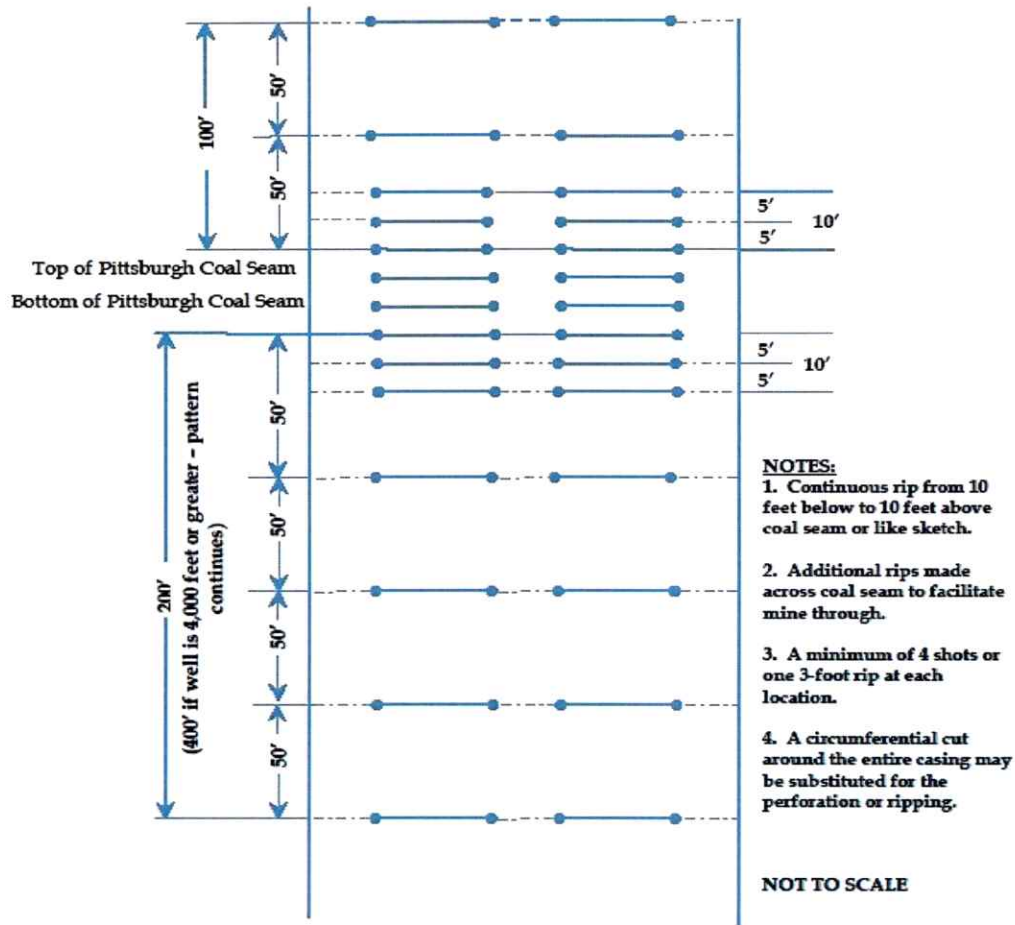 100'
50'
50'
5'
5'
10'
Top of Pittsburgh Coal Seam
Bottom of Pittsburgh Coal Seam
200'
(400' if well is 4,000 feet or greater – pattern
continues)
50'
50'
50'
50'
5'
5'
10'
NOTES:
1. Continuous rip from 10
feet below to 10 feet above
coal seam or like sketch.
2. Additional rips made
across coal seam to facilitate
mine through.
3. A minimum of 4 shots or
one 3-foot rip at each
location.
4. A circumferential cut
around the entire casing may
be substituted for the
perforation or ripping.
NOT TO SCALE